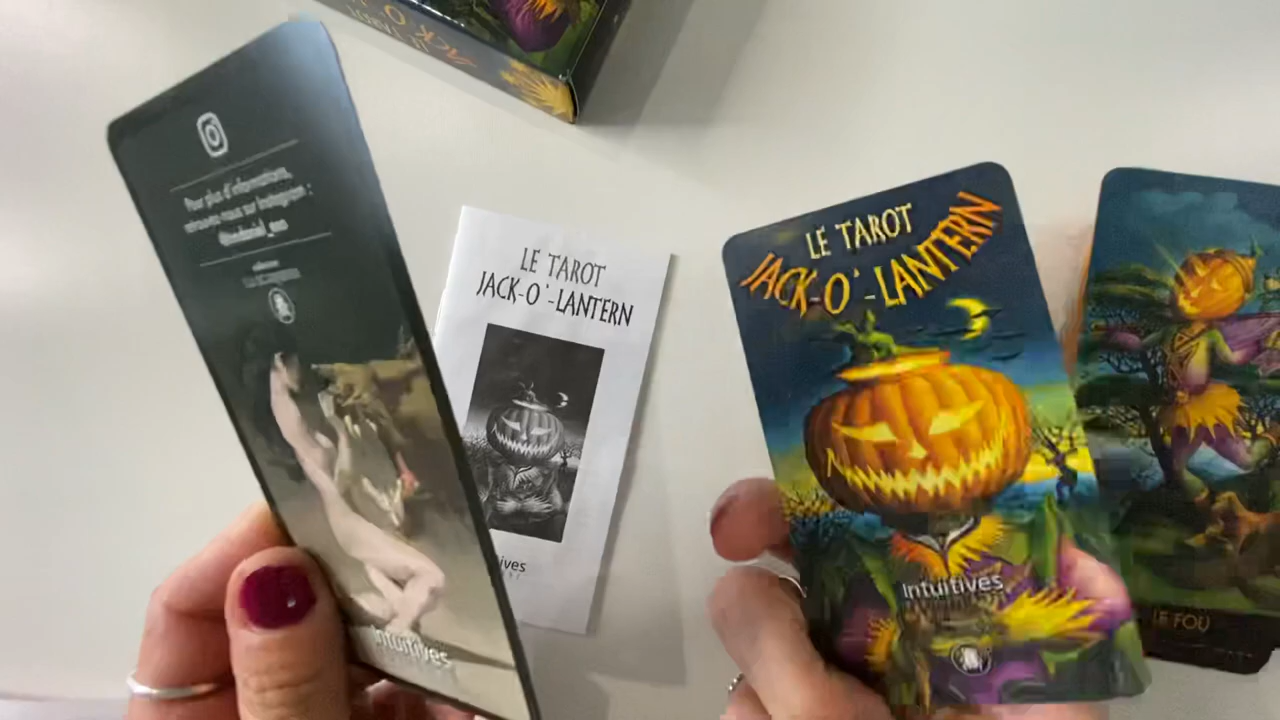 Pour plus d'informations,
retrouvez-nous sur Instagram :
Intuitives
LE TAROT
JACK-O'-LANTERN
ives
LE TAROT
JACK-O'-LANTERN
Intuitives
LE FOU